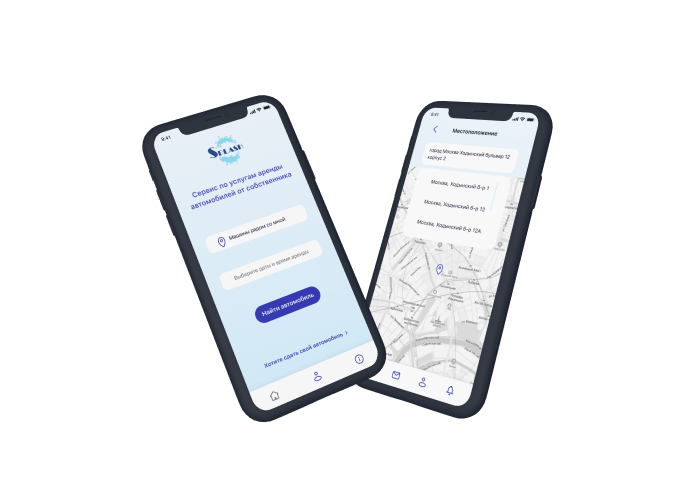 9:41
SPLASH
Сервис по услугам аренды
автомобилей от собственника
Машины рядом со мной
Выберите даты и время аренды
Найти автомобиль
Хотите сдать свой автомобиль
9:41
Местоположение
город Москва Ходынский бульвар 12
корпус 2
Москва, Ходынский б-р 1
Москва, Ходынский б-р 12
Москва, Ходынский б-р 12А